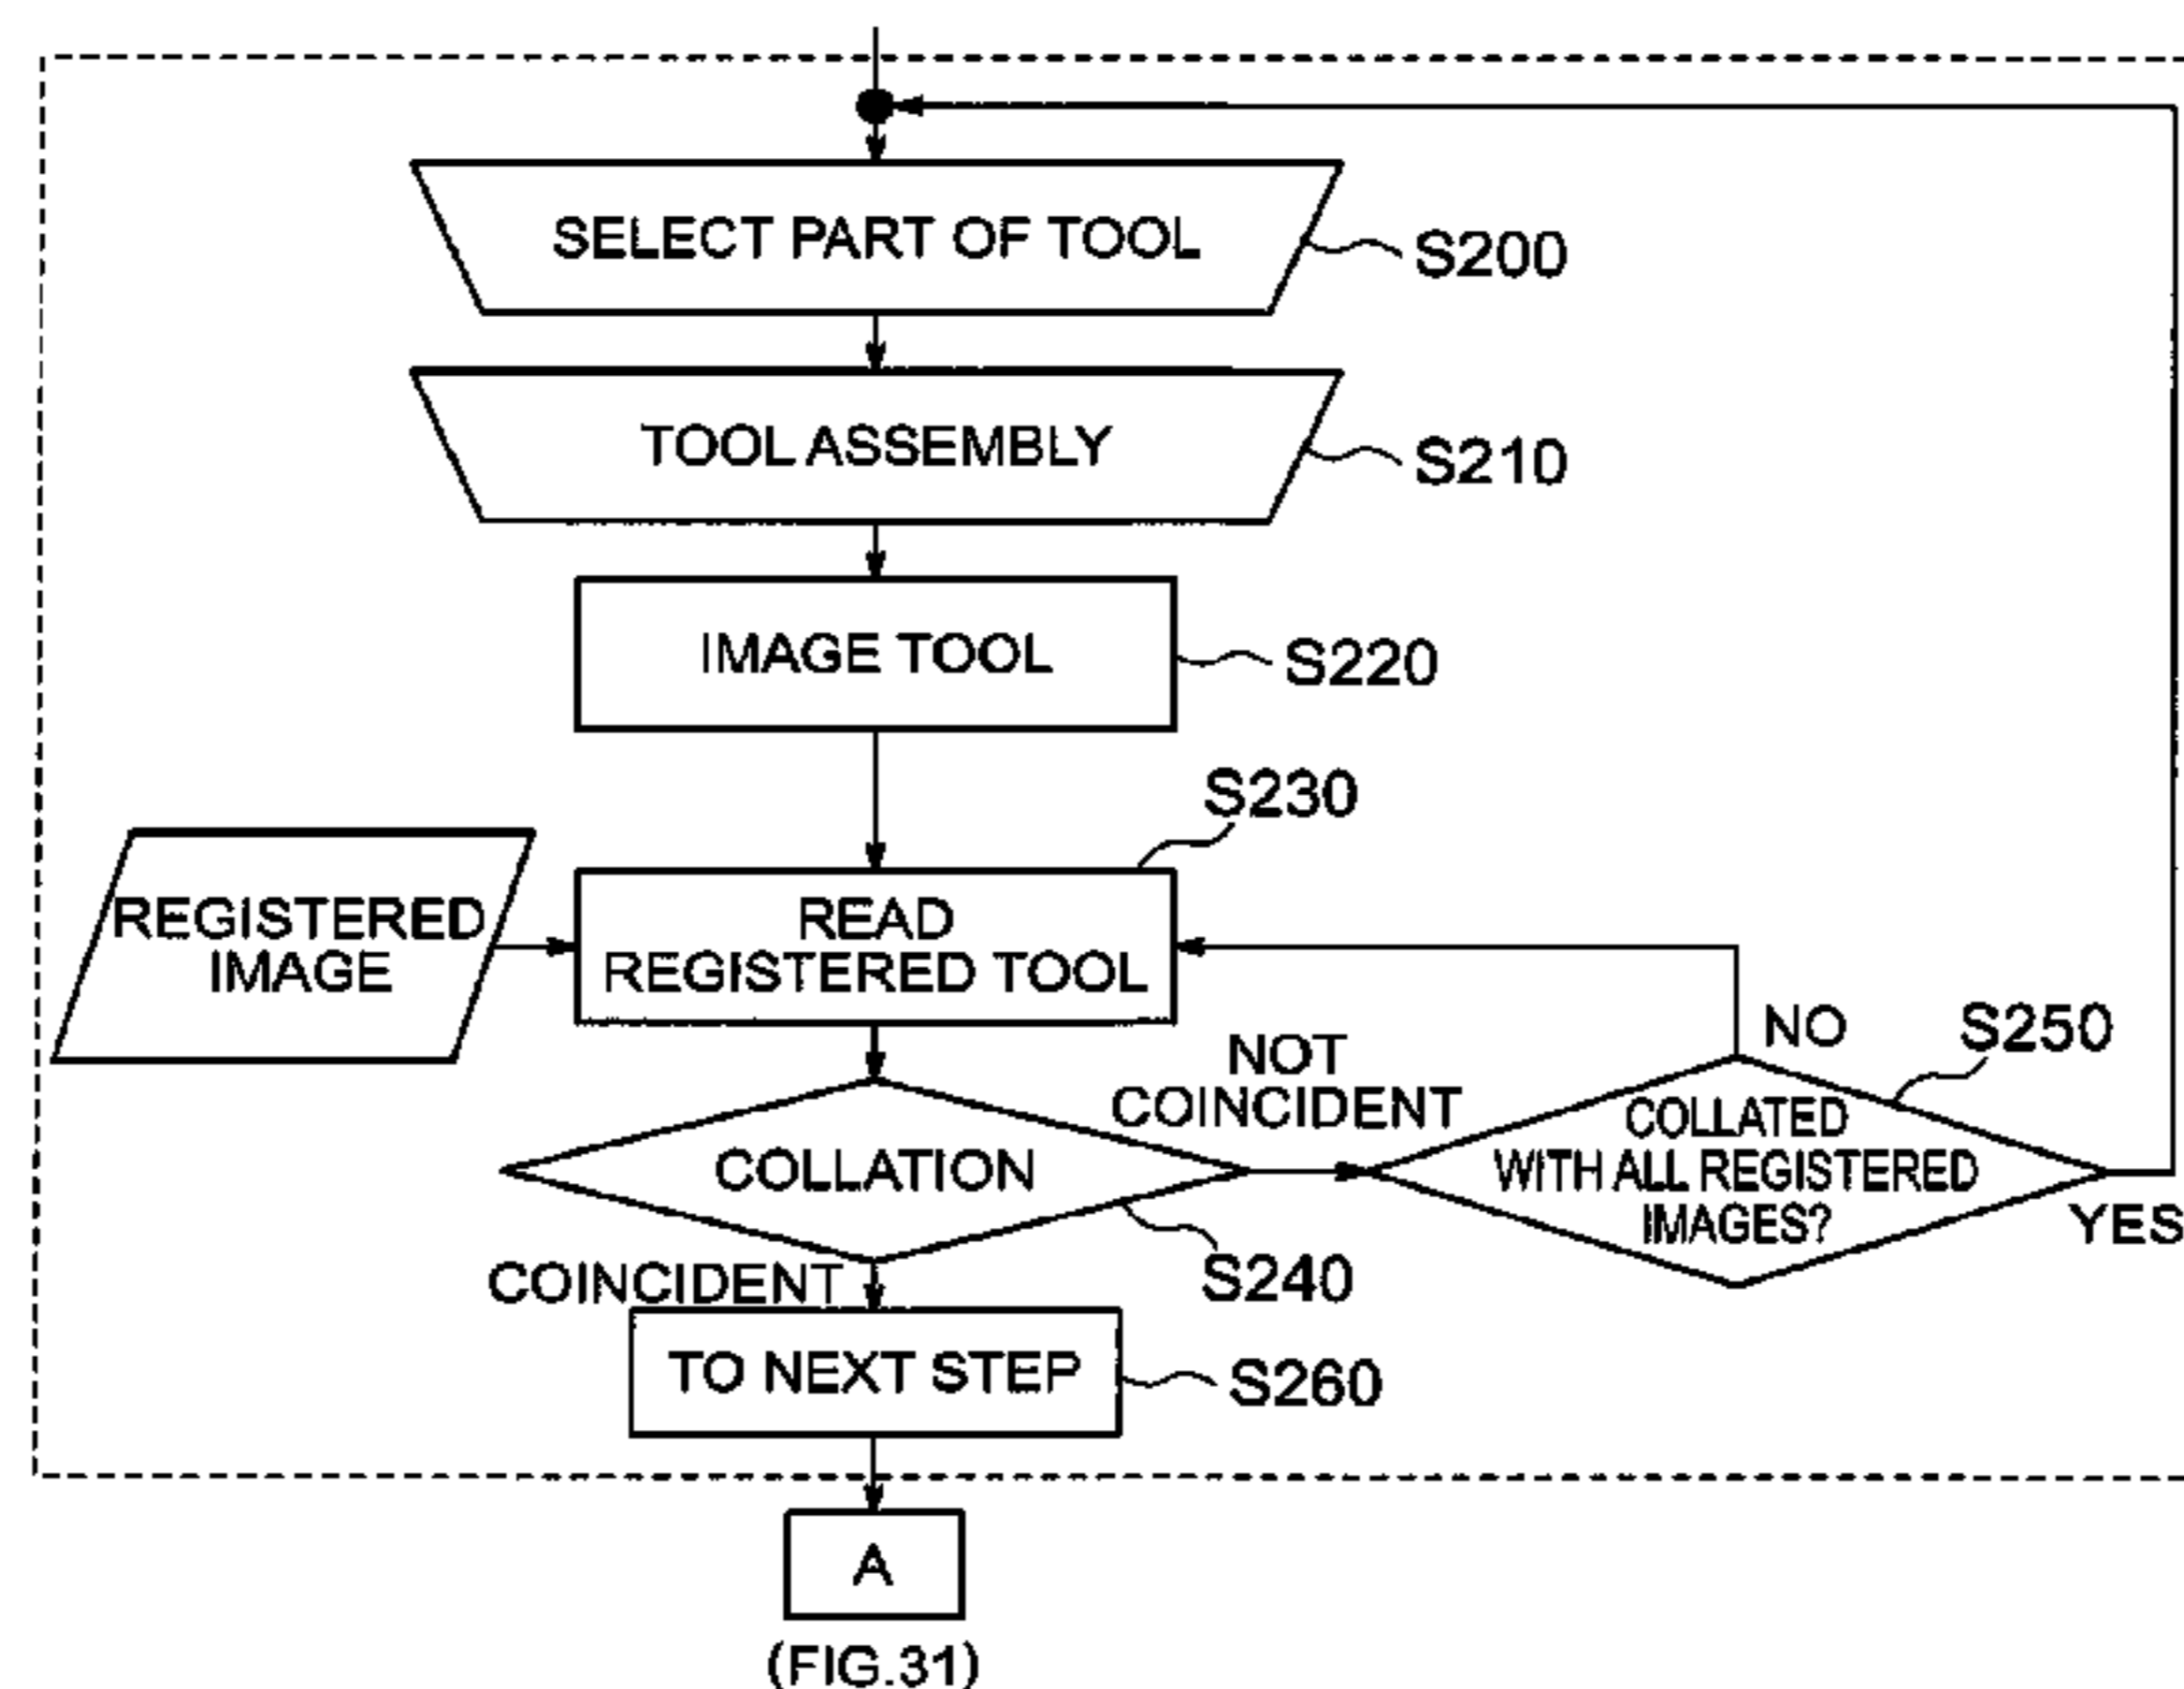 SELECT PART OF TOOL
S200
TOOL ASSEMBLY
S210
IMAGE TOOL
S220
S230
REGISTERED
IMAGE
READ
REGISTERED TOOL
NOT
COINCIDENT
NO
S250
COLLATION
COLLATED
WITH ALL REGISTERED
IMAGES?
YES
S240
COINCIDENT
TO NEXT STEP
S260
A
(FIG.31)